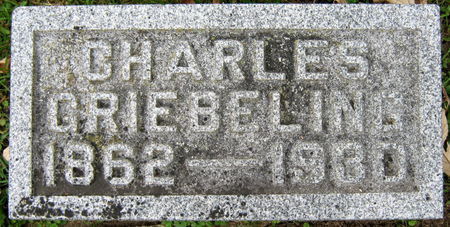 CHARLES
GRIEBELING
1862 — 1930